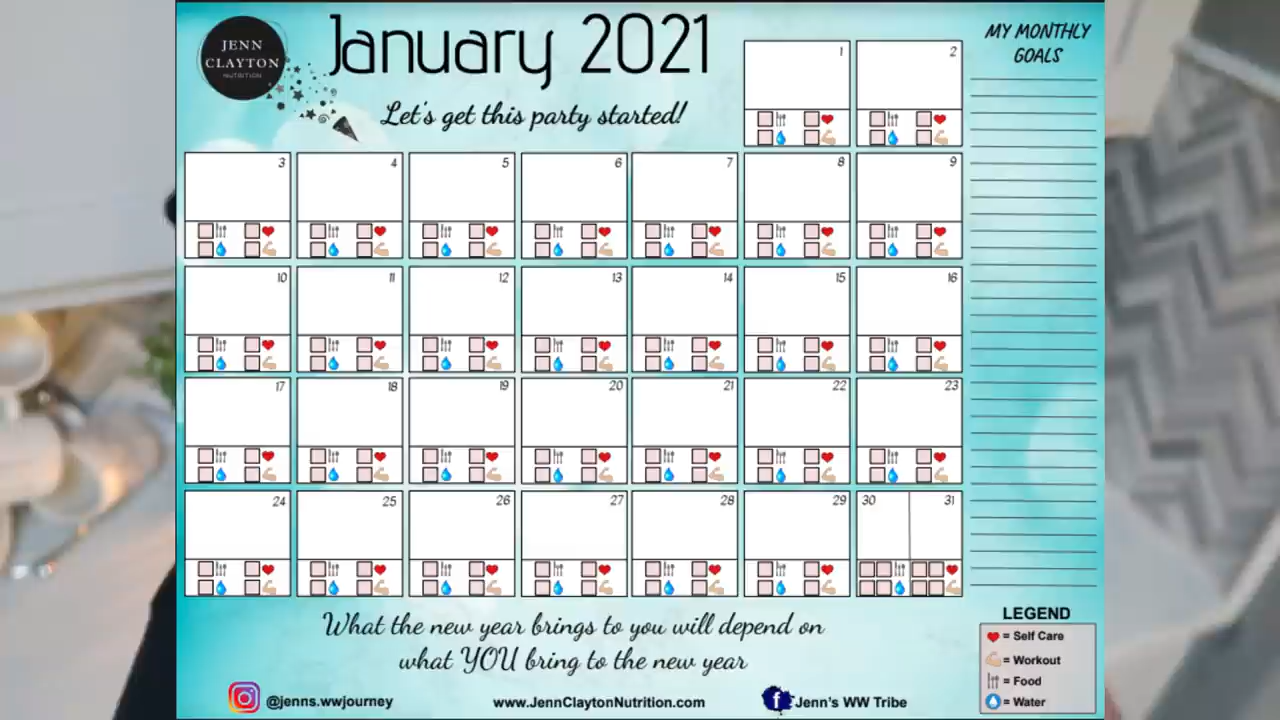 JENN
CLAYTON
NUTRITION
January 2021
Let's get this party started!
MY MONTHLY
GOALS
1 2
3 4 5 6 7 8 9
10 11 12 13 14 15 16
17 18 19 20 21 22 23
24 25 26 27 28 29 30 31
What the new year brings to you will depend on
what YOU bring to the new year
LEGEND
= Self Care
= Workout
= Food
= Water
@jenns.wwjourney www.JennClaytonNutrition.com f Jenn's WW Tribe